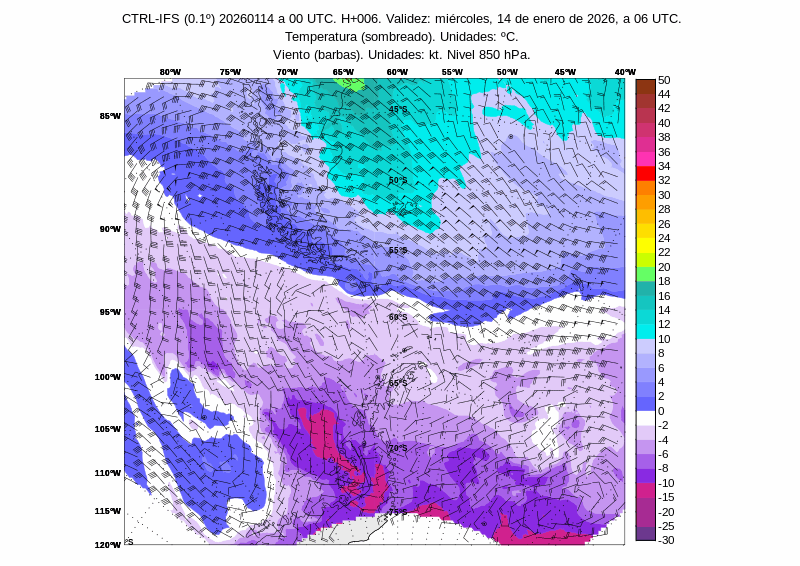 CTRL-IFS (0.1º) 20260114 a 00 UTC. H+006. Validez: miércoles, 14 de enero de 2026, a 06 UTC.
Temperatura (sombreado). Unidades: ºC.
Viento (barbas). Unidades: kt. Nivel 850 hPa.
80°W 75°W 70°W 65°W 60°W 55°W 50°W 45°W 40°W
85°W
90°W
95°W
100°W
105°W
110°W
115°W
120°W
45°S
50°S
55°S
60°S
65°S
70°S
75°S
°S
50
44
42
40
38
36
34
32
30
28
26
24
22
20
18
16
14
12
10
8
6
4
2
0
-2
-4
-6
-8
-10
-15
-20
-25
-30